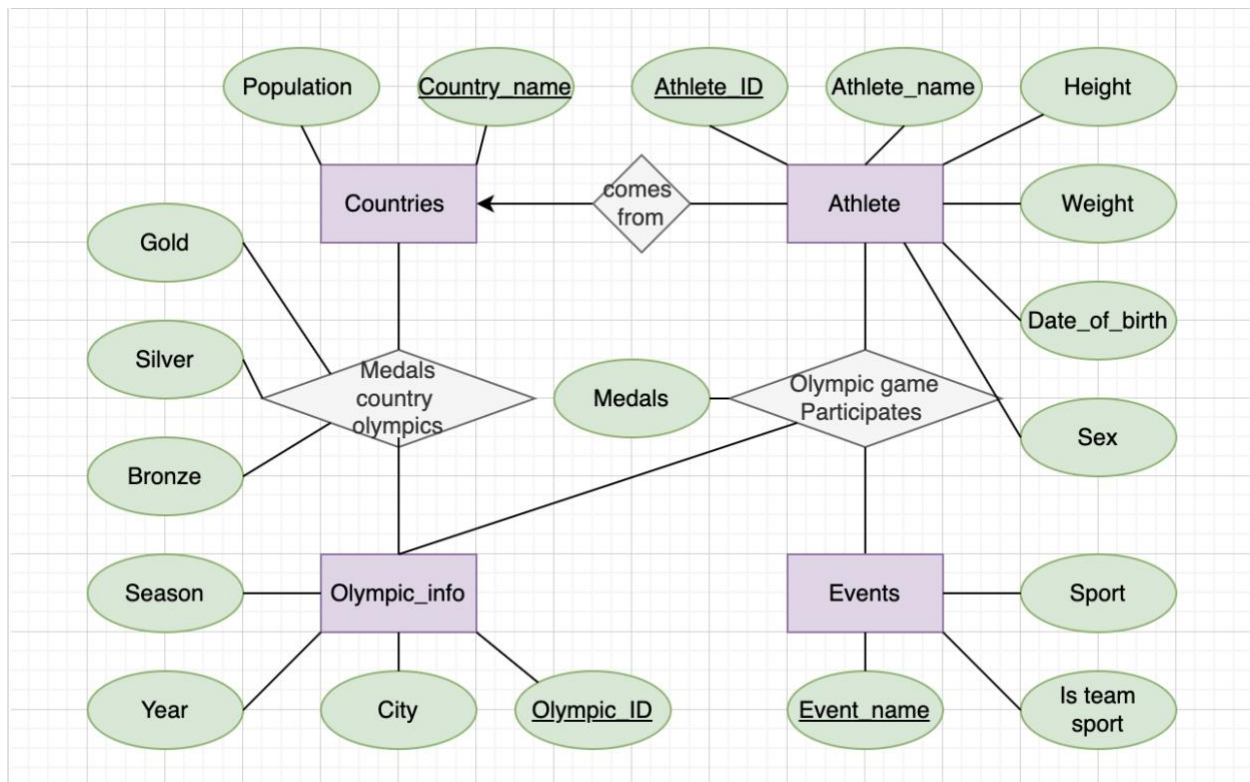 Population
Country_name
Athlete_ID
Athlete_name
Height
comes
from
Countries
Athlete
Weight
Gold
Date_of_birth
Silver
Medals
country
olympics
Medals
Olympic game
Participates
Sex
Bronze
Season
Olympic_info
Events
Sport
Year
City
Olympic_ID
Event_name
Is team
sport